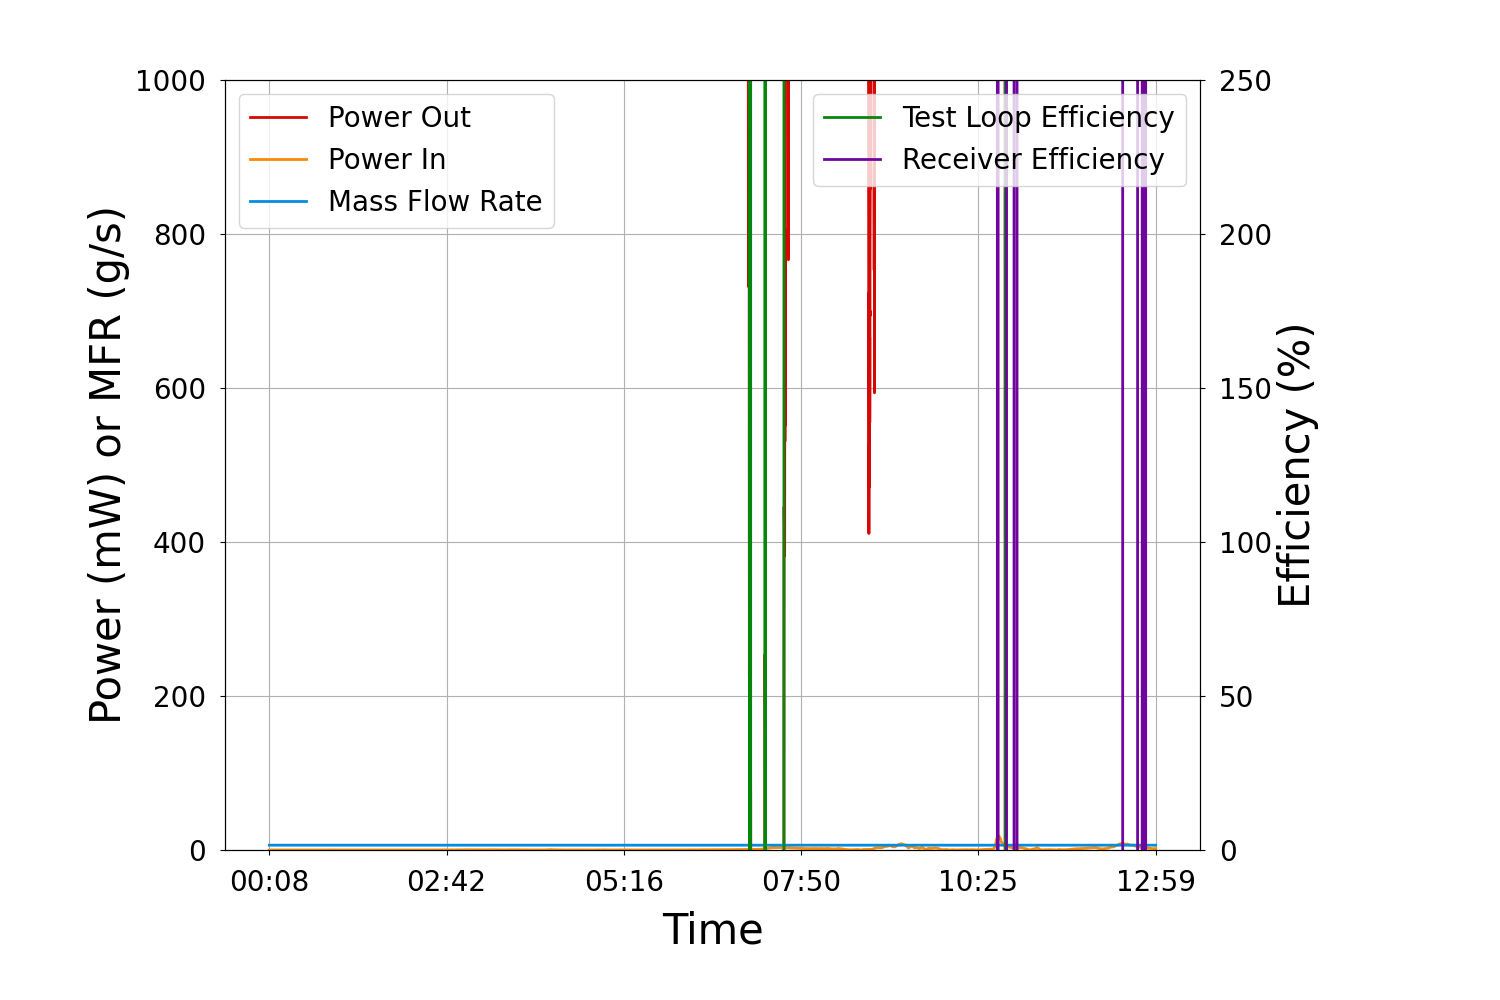 1000
800
600
400
200
0
Power (mW) or MFR (g/s)
Power Out
Power In
Mass Flow Rate
Test Loop Efficiency
Receiver Efficiency
250
200
150
100
50
0
Efficiency (%)
00:08 02:42 05:16 07:50 10:25 12:59
Time